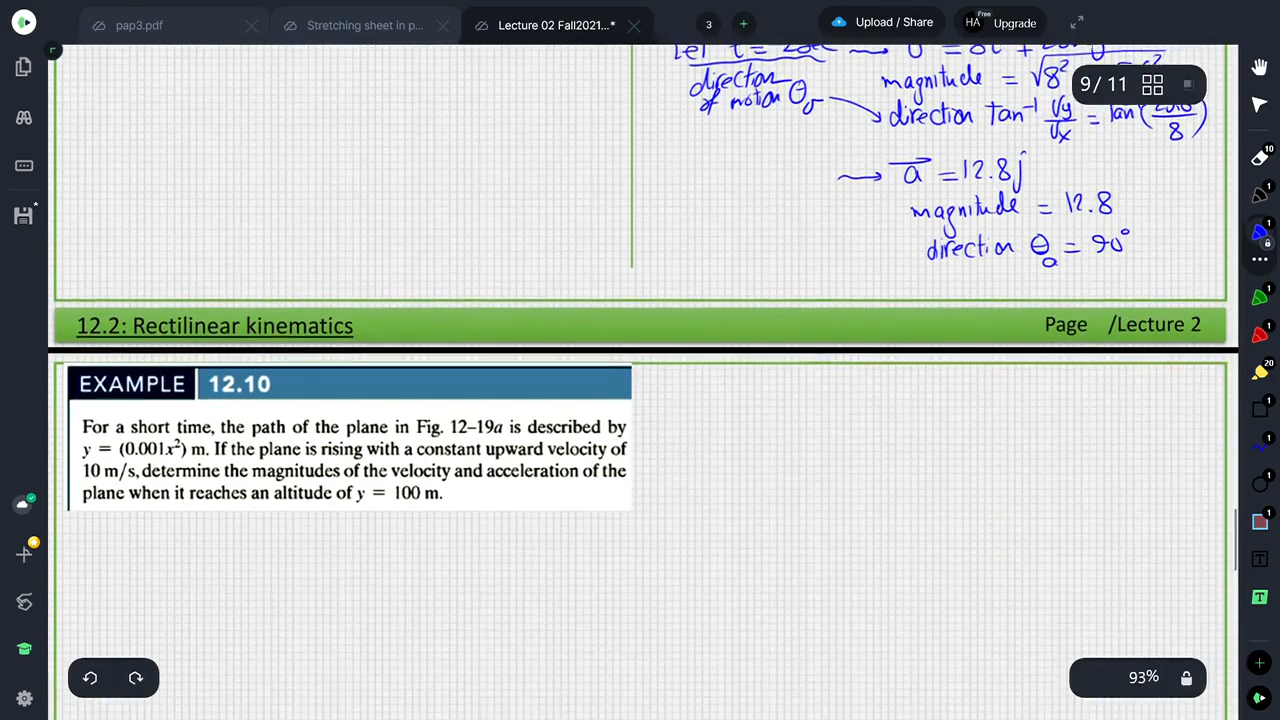 pap3.pdf
Stretching sheet in p...
Lecture 02 Fall2021...*
3
Upload / Share
HA
Free
Upgrade
9 / 11
direction
of motion θv
magnitude = √8²
direction tan⁻¹ Vy/Vx = tan( /8)
a = 12.8j
magnitude = 12.8
direction θa = 90°
12.2: Rectilinear kinematics
Page /Lecture 2
EXAMPLE 12.10
For a short time, the path of the plane in Fig. 12–19a is described by
y = (0.001x²) m. If the plane is rising with a constant upward velocity of
10 m/s, determine the magnitudes of the velocity and acceleration of the
plane when it reaches an altitude of y = 100 m.
93%